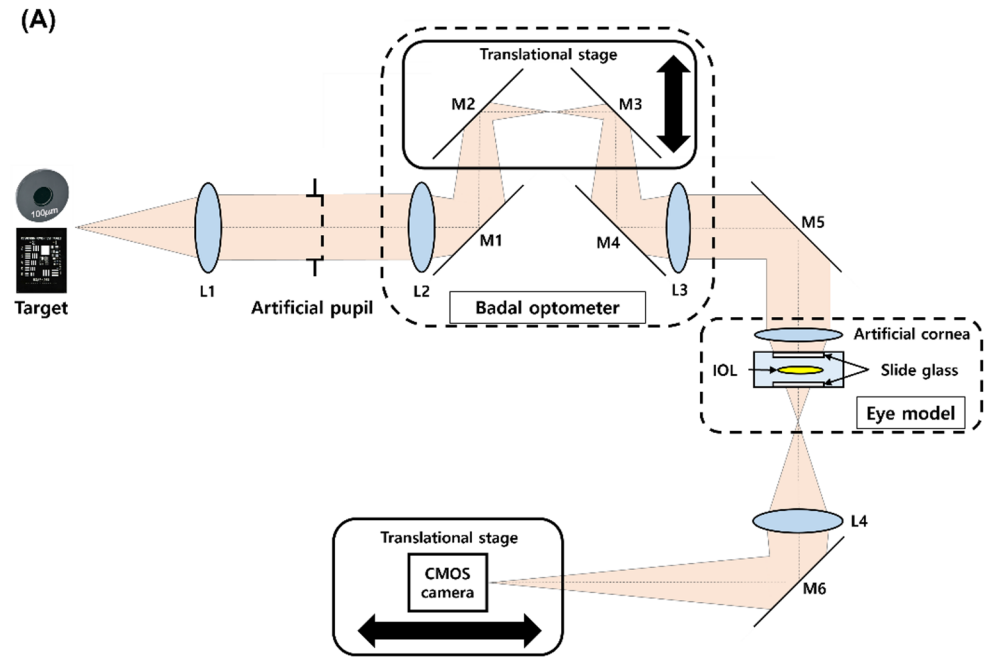 (A)
Translational stage
M2
M3
100μm
M1
M4
M5
Target
L1
Artificial pupil
L2
Badal optometer
L3
Artificial cornea
IOL
Slide glass
Eye model
L4
Translational stage
CMOS
camera
M6